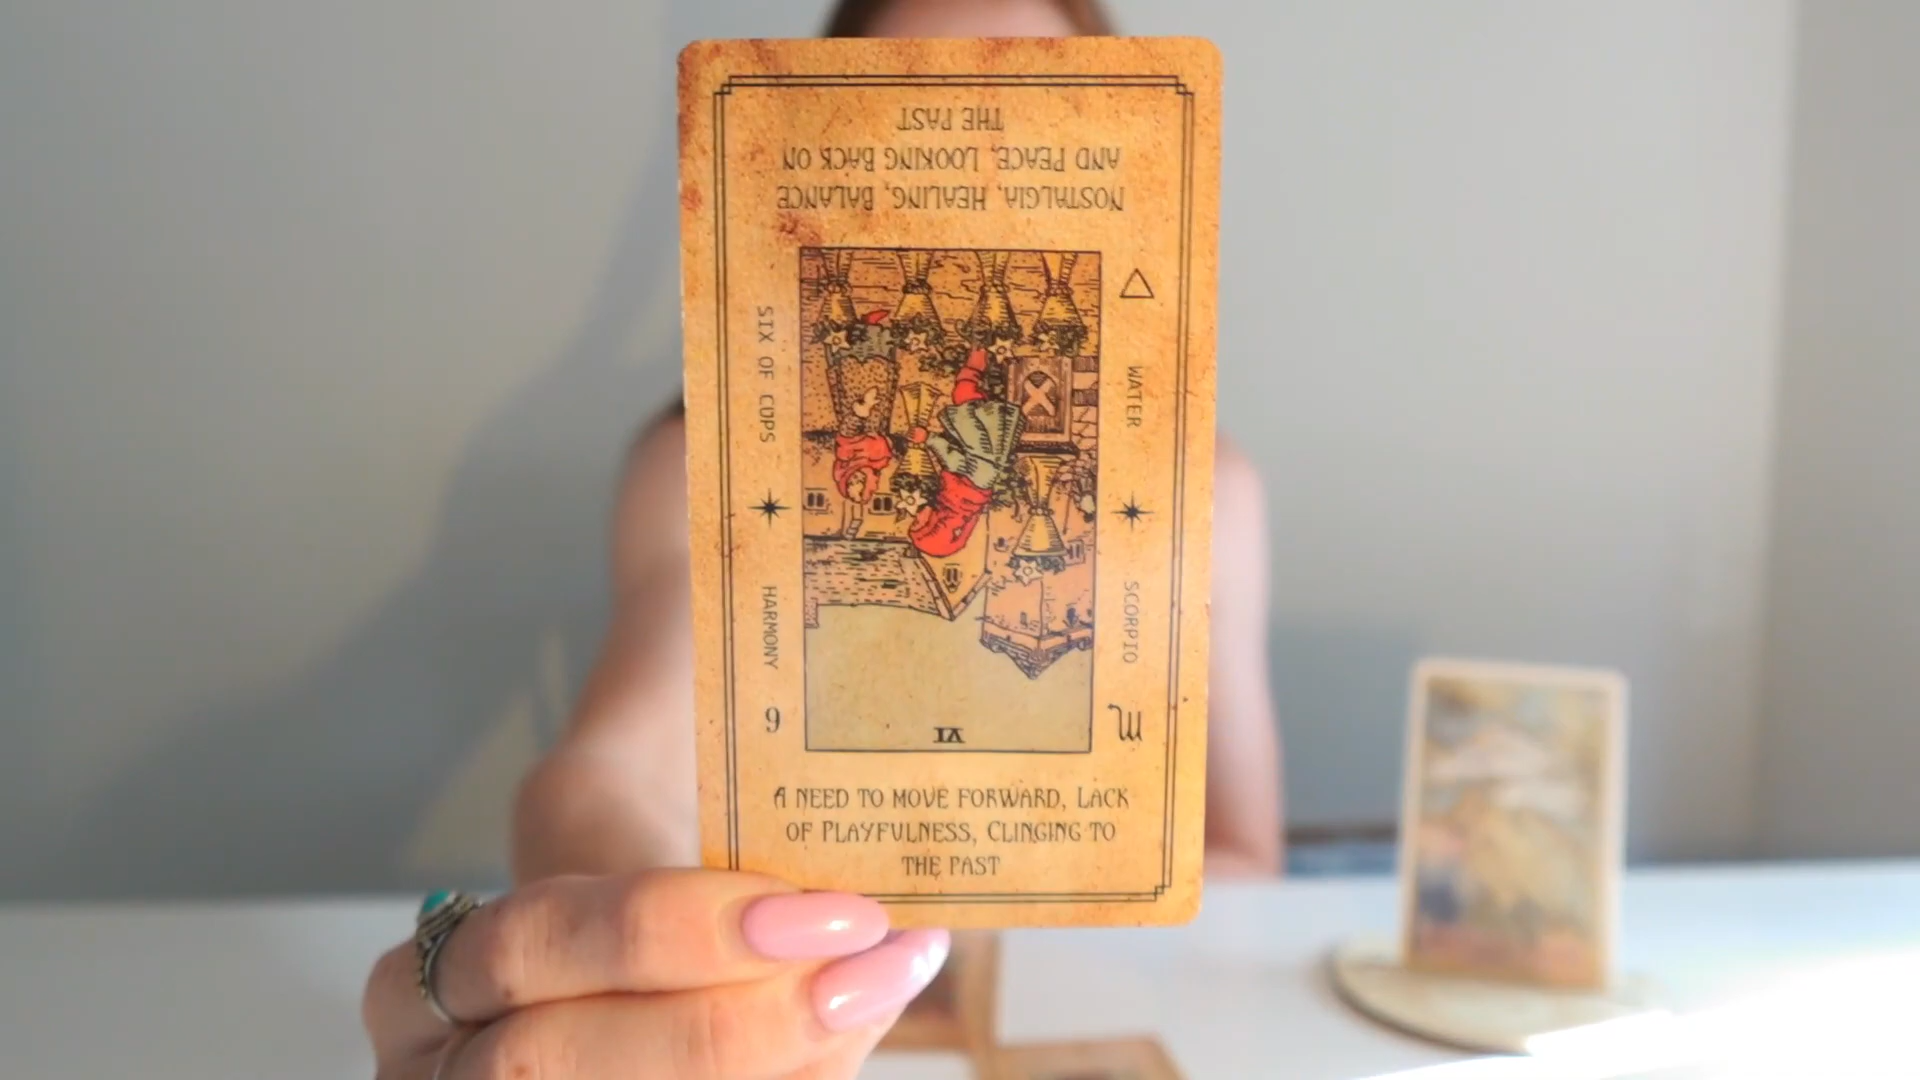 NOSTALGIA, HEALING, BALANCE
AND PEACE, LOOKING BACK ON
THE PAST
SIX OF CUPS
HARMONY
6
WATER
SCORPIO
VI
A NEED TO MOVE FORWARD, LACK
OF PLAYFULNESS, CLINGING TO
THE PAST